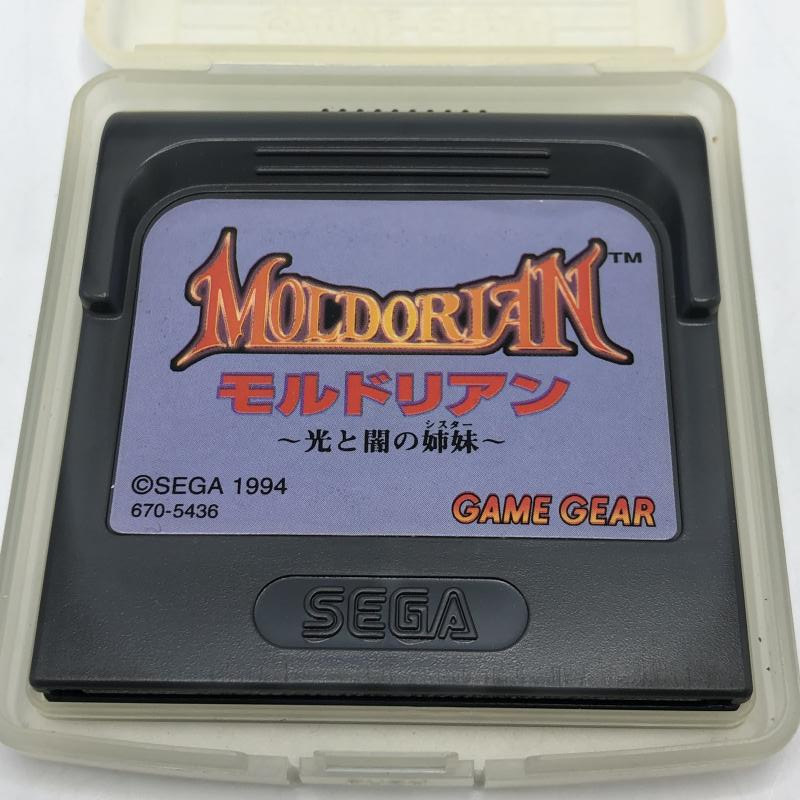 MOLDORIAN™
モルドリアン
シスター
～光と闇の姉妹～
©SEGA 1994
670-5436
GAME GEAR
SEGA